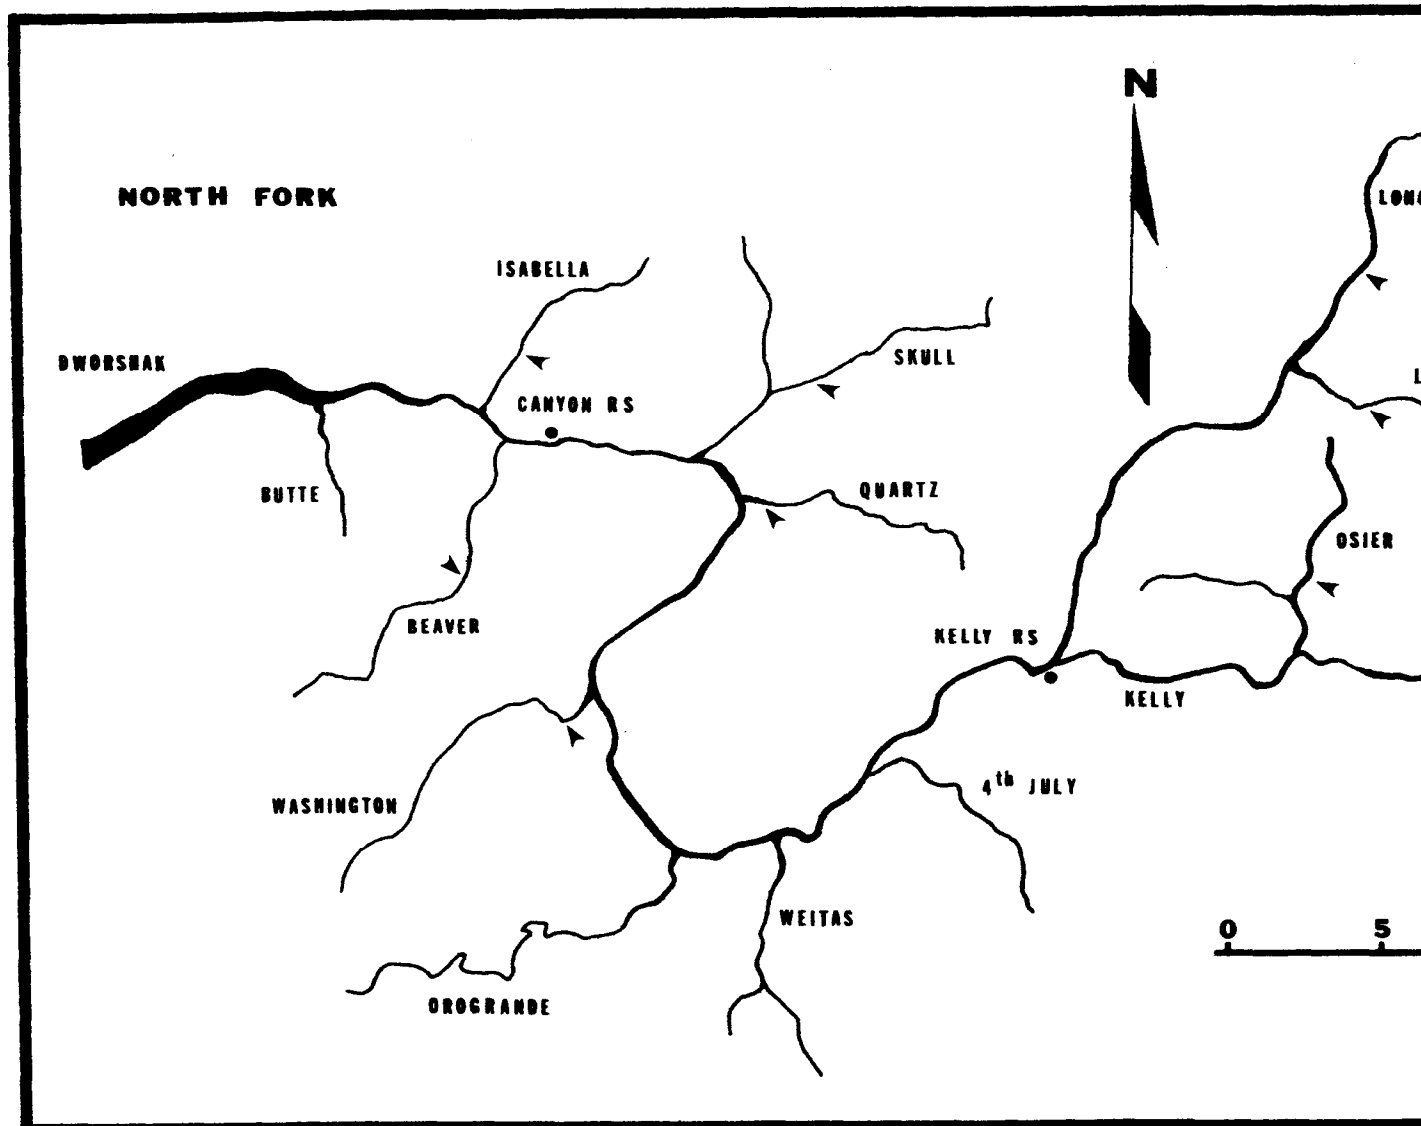 N
NORTH FORK
ISABELLA
DWORSHAK
SKULL
CANYON RS
BUTTE
QUARTZ
OSIER
BEAVER
KELLY RS
KELLY
WASHINGTON
4th JULY
WEITAS
0 5
OROGRANDE